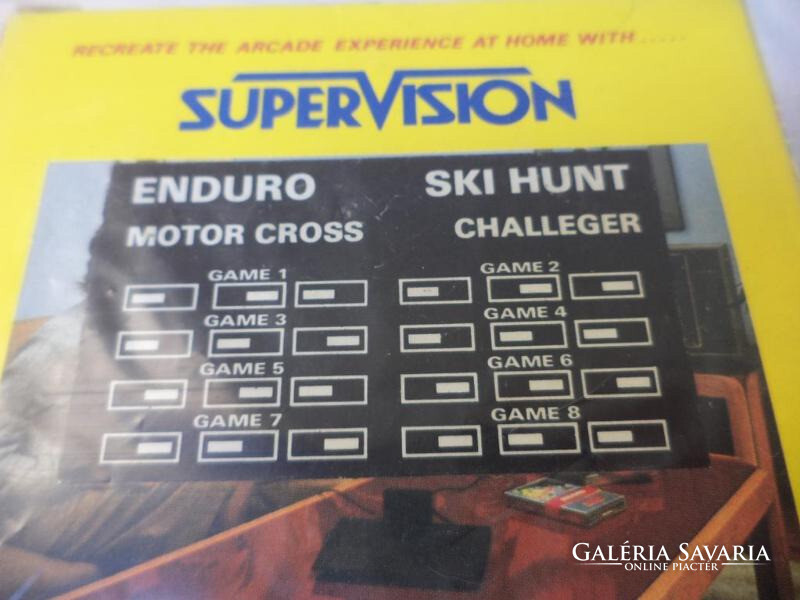 RECREATE THE ARCADE EXPERIENCE AT HOME WITH.....
SUPERVISION
ENDURO SKI HUNT
MOTOR CROSS CHALLEGER
GAME 1 GAME 2
GAME 3 GAME 4
GAME 5 GAME 6
GAME 7 GAME 8
GALÉRIA SAVARIA
ONLINE PIACTÉR